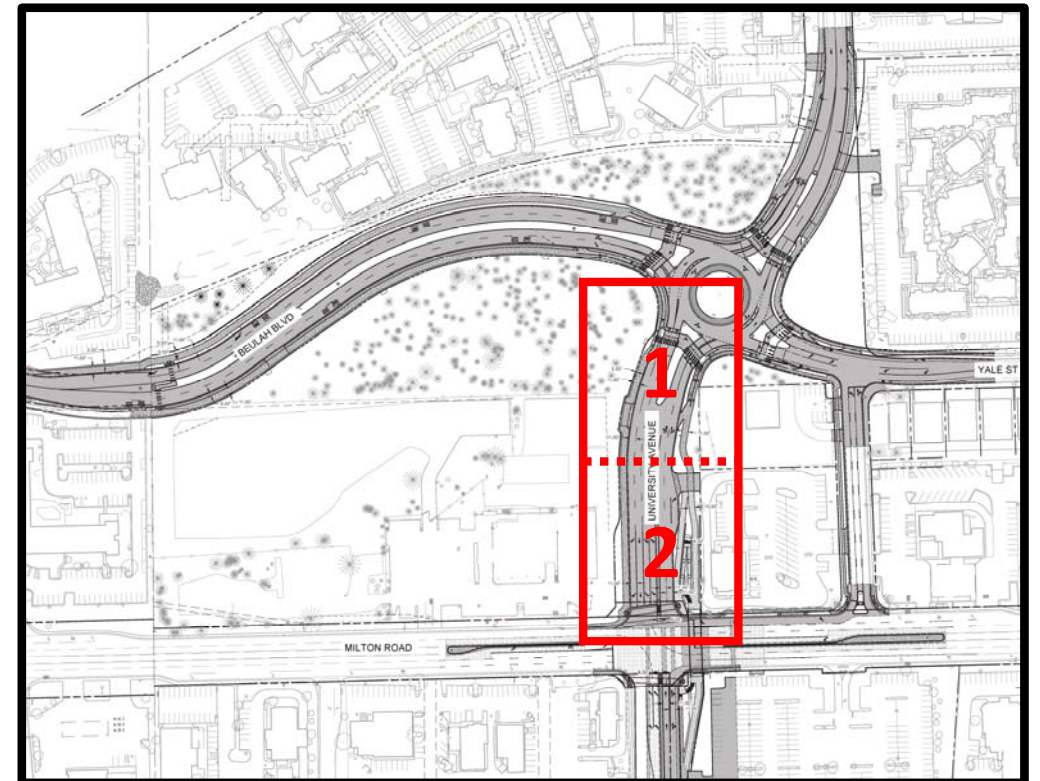 BEULAH BLVD
YALE ST
1
UNIVERSITY AVENUE
2
MILTON ROAD